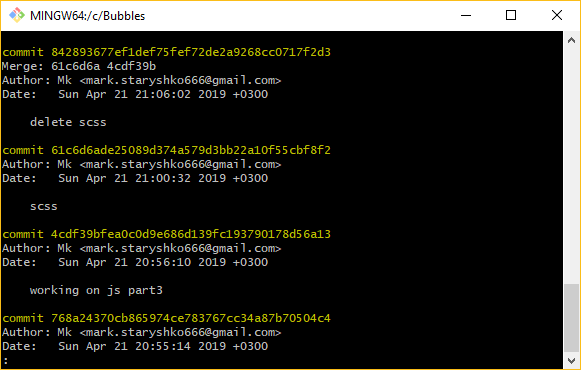 MINGW64:/c/Bubbles
commit 842893677ef1def75fef72de2a9268cc0717f2d3
Merge: 61c6d6a 4cdf39b
Author: Mk <mark.staryshko666@gmail.com>
Date:   Sun Apr 21 21:06:02 2019 +0300
    delete scss
commit 61c6d6ade25089d374a579d3bb22a10f55cbf8f2
Author: Mk <mark.staryshko666@gmail.com>
Date:   Sun Apr 21 21:00:32 2019 +0300
    scss
commit 4cdf39bfea0c0d9e686d139fc193790178d56a13
Author: Mk <mark.staryshko666@gmail.com>
Date:   Sun Apr 21 20:56:10 2019 +0300
    working on js part3
commit 768a24370cb865974ce783767cc34a87b70504c4
Author: Mk <mark.staryshko666@gmail.com>
Date:   Sun Apr 21 20:55:14 2019 +0300
: